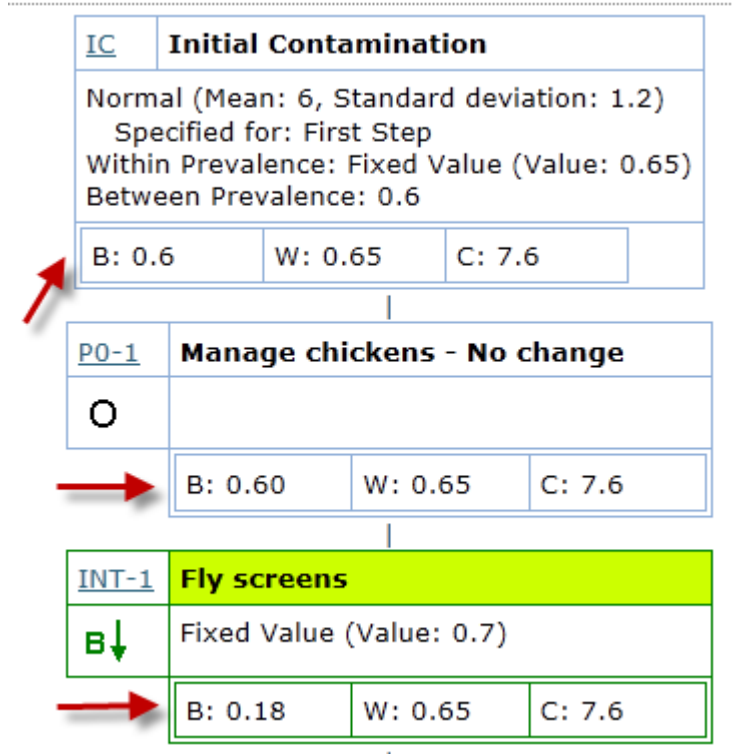 IC Initial Contamination
Normal (Mean: 6, Standard deviation: 1.2)
Specified for: First Step
Within Prevalence: Fixed Value (Value: 0.65)
Between Prevalence: 0.6
B: 0.6 W: 0.65 C: 7.6
P0-1 Manage chickens - No change
O
B: 0.60 W: 0.65 C: 7.6
INT-1 Fly screens
B↓ Fixed Value (Value: 0.7)
B: 0.18 W: 0.65 C: 7.6